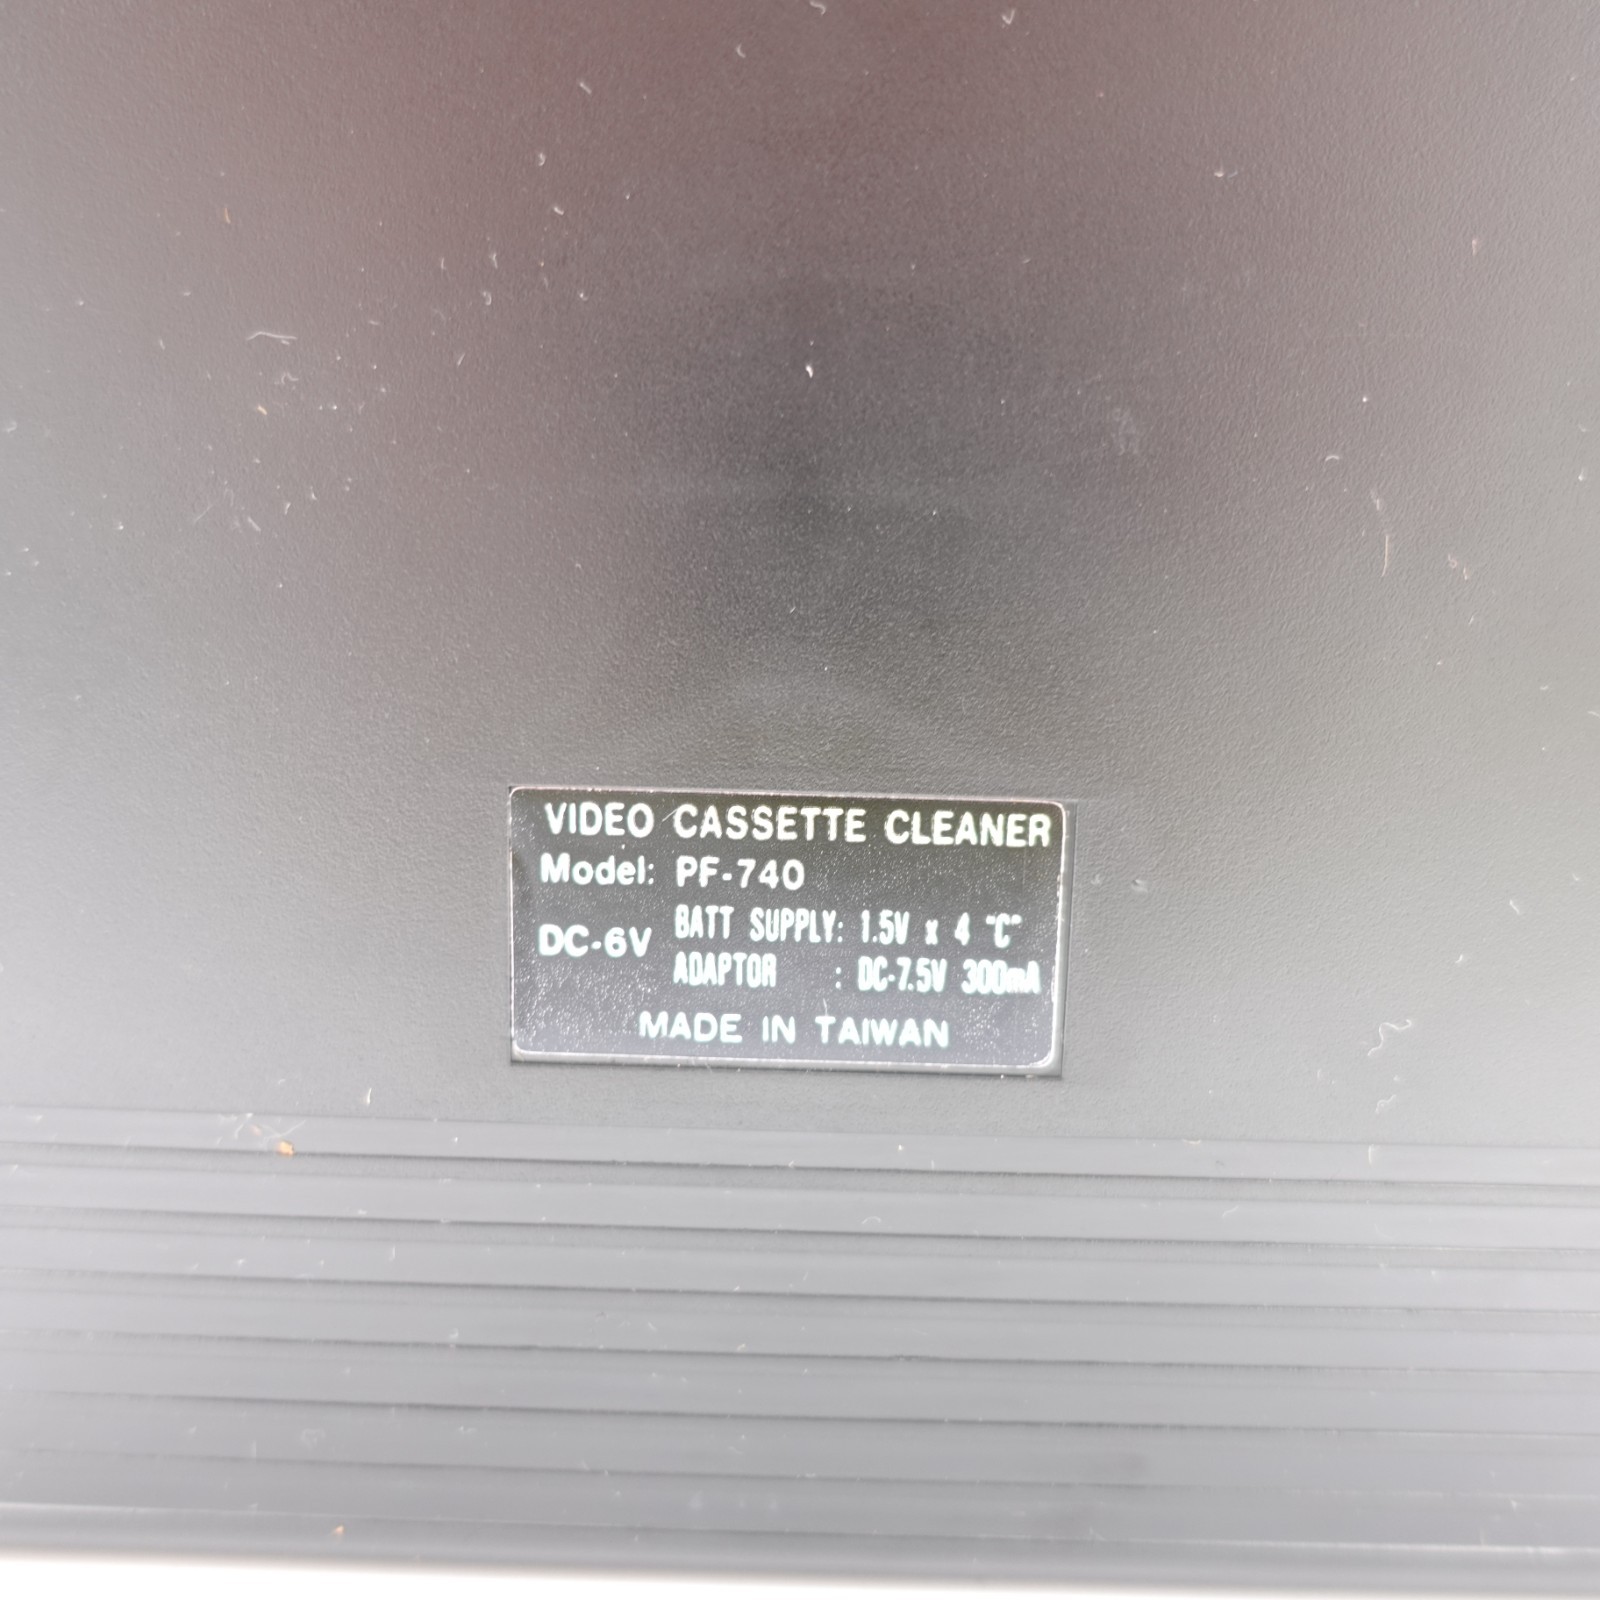 VIDEO CASSETTE CLEANER
Model: PF-740
DC-6V
BATT SUPPLY: 1.5V x 4 "C"
ADAPTOR : DC-7.5V 300mA
MADE IN TAIWAN